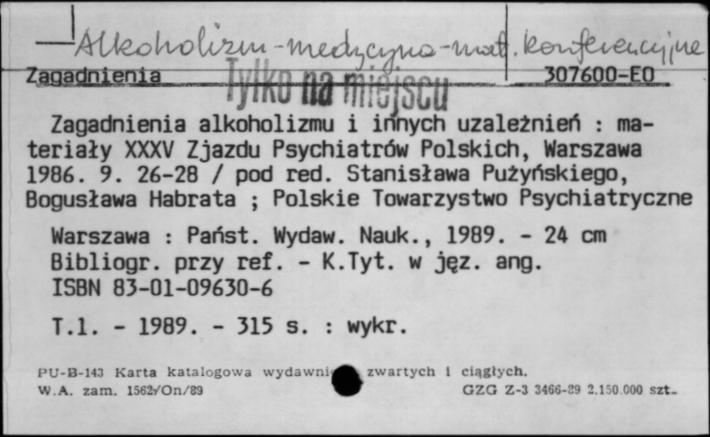 Alkoholizm - medycyna - mat. konferencyjne
Zagadnienia 307600-EO
Tylko na miejscu
Zagadnienia alkoholizmu i innych uzależnień : ma-
teriały XXXV Zjazdu Psychiatrów Polskich, Warszawa
1986. 9. 26-28 / pod red. Stanisława Pużyńskiego,
Bogusława Habrata ; Polskie Towarzystwo Psychiatryczne
Warszawa : Państ. Wydaw. Nauk., 1989. - 24 cm
Bibliogr. przy ref. - K.Tyt. w jęz. ang.
ISBN 83-01-09630-6
T.1. - 1989. - 315 s. : wykr.
PU-B-143 Karta katalogowa wydawni zwartych i ciągłych.
W.A. zam. 1562/On/89 GZG Z-3 3466-89 2.150.000 szt.